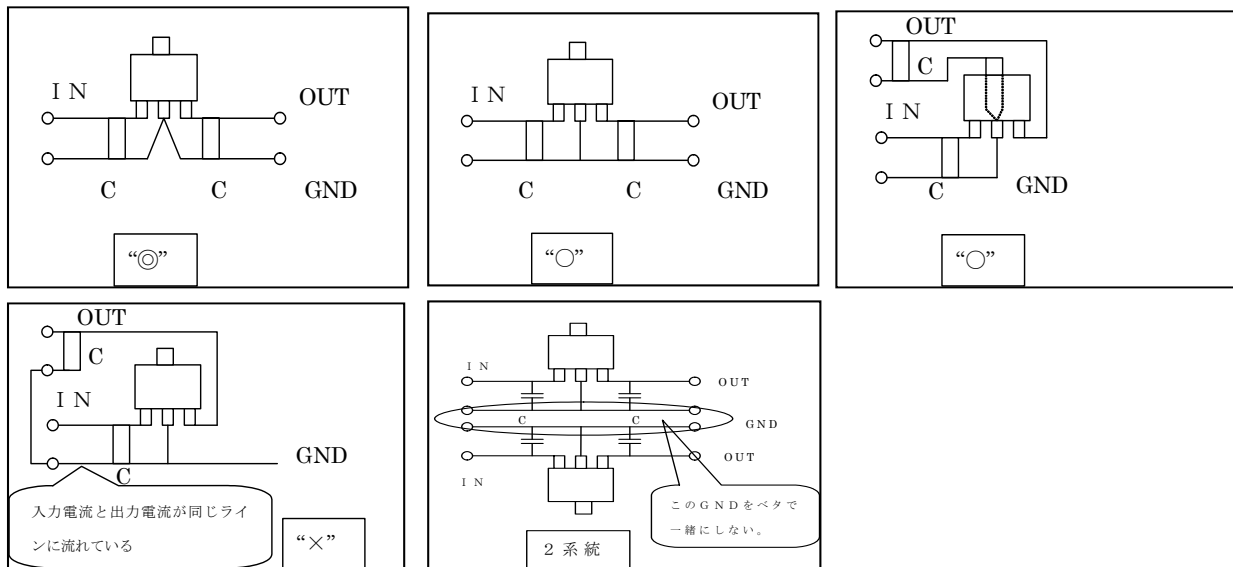 ＩＮ
OUT
C
C
GND
“◎”
ＩＮ
OUT
C
C
GND
“○”
OUT
C
ＩＮ
C
GND
“○”
OUT
C
ＩＮ
GND
C
入力電流と出力電流が同じライ
ンに流れている
“×”
ＩＮ
OUT
C
C
GND
OUT
ＩＮ
このＧＮＤをベタで
一緒にしない。
２系統